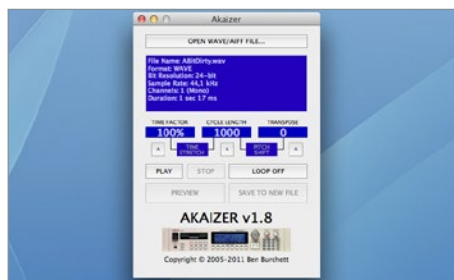 Akaizer
OPEN WAVE/AIFF FILE...
File Name: ABitDirty.wav
Format: WAVE
Bit Resolution: 24-bit
Sample Rate: 44,1 kHz
Channels: 1 (Mono)
Duration: 1 sec 17 ms
TIME FACTOR CYCLE LENGTH TRANSPOSE
100% 1000 0
A TIME STRETCH A PITCH SHIFT A
PLAY STOP LOOP OFF
PREVIEW SAVE TO NEW FILE
AKAIZER v1.8
Copyright © 2005-2011 Ben Burchett